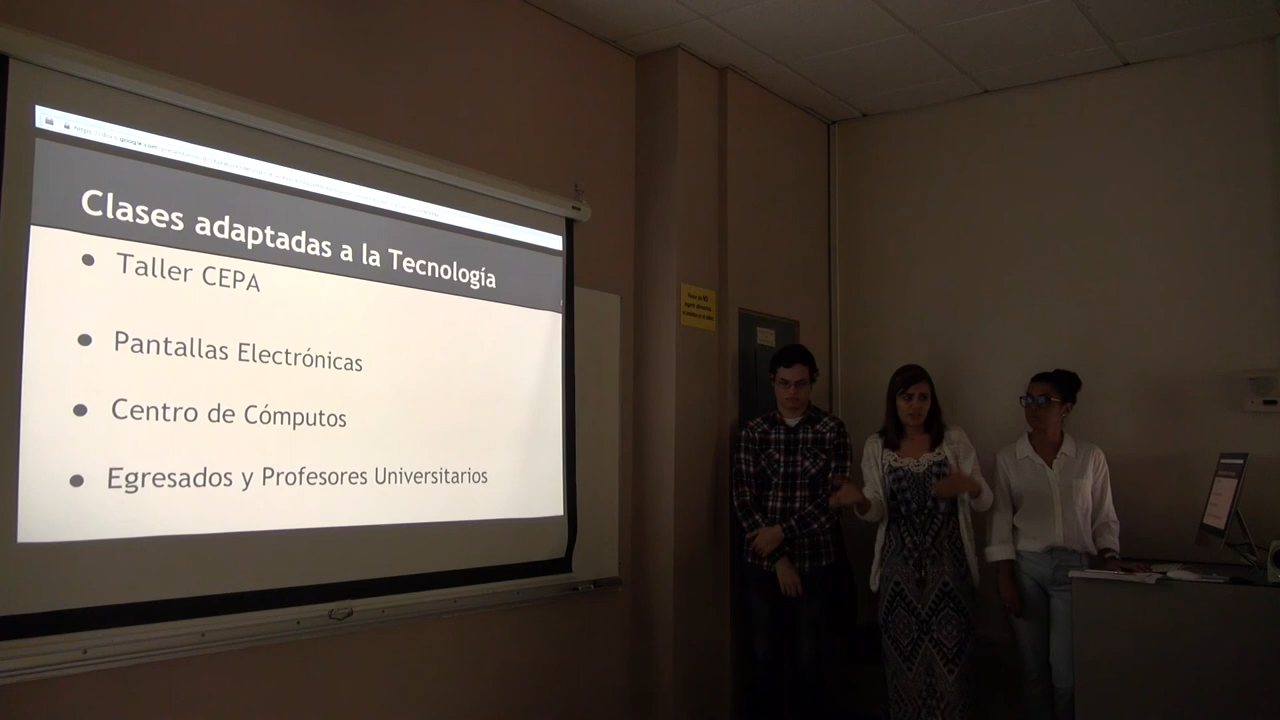 Clases adaptadas a la Tecnología
Taller CEPA
Pantallas Electrónicas
Centro de Cómputos
Egresados y Profesores Universitarios